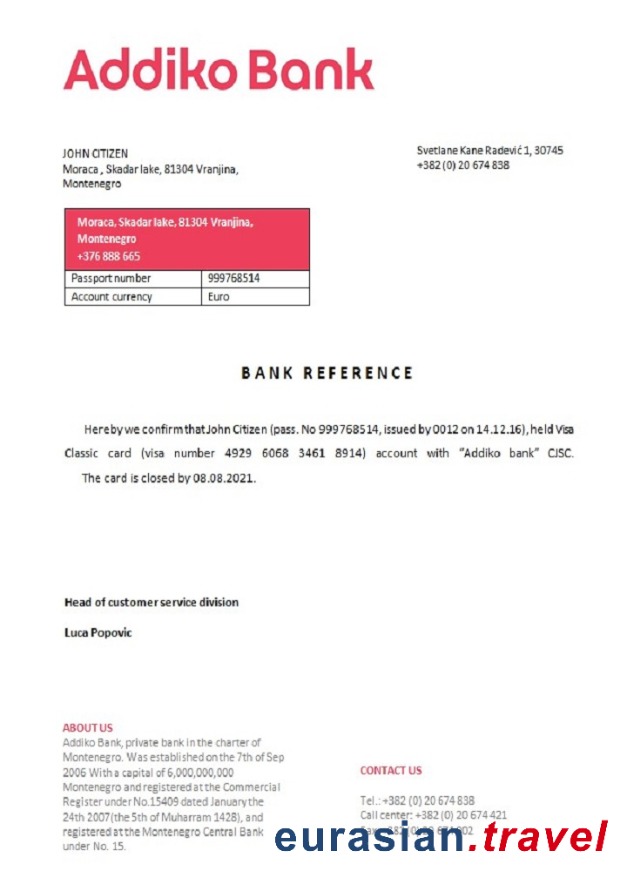 Addiko Bank
JOHN CITIZEN
Moraca , Skadar lake, 81304 Vranjina,
Montenegro
Svetlane Kane Radević 1, 30745
+382 (0) 20 674 838
Moraca, Skadar lake, 81304 Vranjina,
Montenegro
+376 888 665
Passport number 999768514
Account currency Euro
BANK REFERENCE
Hereby we confirm that John Citizen (pass. No 999768514, issued by 0012 on 14.12.16), held Visa
Classic card (visa number 4929 6068 3461 8914) account with “Addiko bank” CJSC.
The card is closed by 08.08.2021.
Head of customer service division
Luca Popovic
ABOUT US
Addiko Bank, private bank in the charter of
Montenegro. Was established on the 7th of Sep
2006 With a capital of 6,000,000,000
Montenegro and registered at the Commercial
Register under No.15409 dated January the
24th 2007(the 5th of Muharram 1428), and
registered at the Montenegro Central Bank
under No. 15.
CONTACT US
Tel.: +382 (0) 20 674 838
Call center: +382 (0) 20 674 421
eurasian.travel